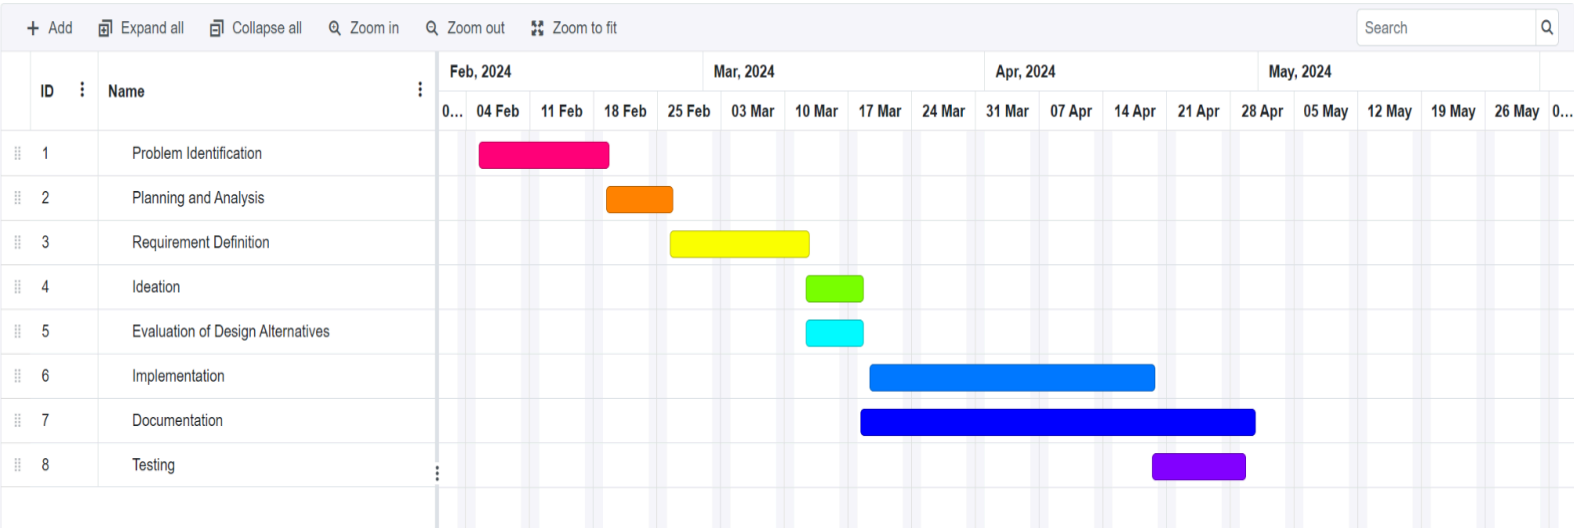 Add Expand all Collapse all Zoom in Zoom out Zoom to fit Search
ID Name
Feb, 2024 Mar, 2024 Apr, 2024 May, 2024
0... 04 Feb 11 Feb 18 Feb 25 Feb 03 Mar 10 Mar 17 Mar 24 Mar 31 Mar 07 Apr 14 Apr 21 Apr 28 Apr 05 May 12 May 19 May 26 May 0...
1 Problem Identification
2 Planning and Analysis
3 Requirement Definition
4 Ideation
5 Evaluation of Design Alternatives
6 Implementation
7 Documentation
8 Testing